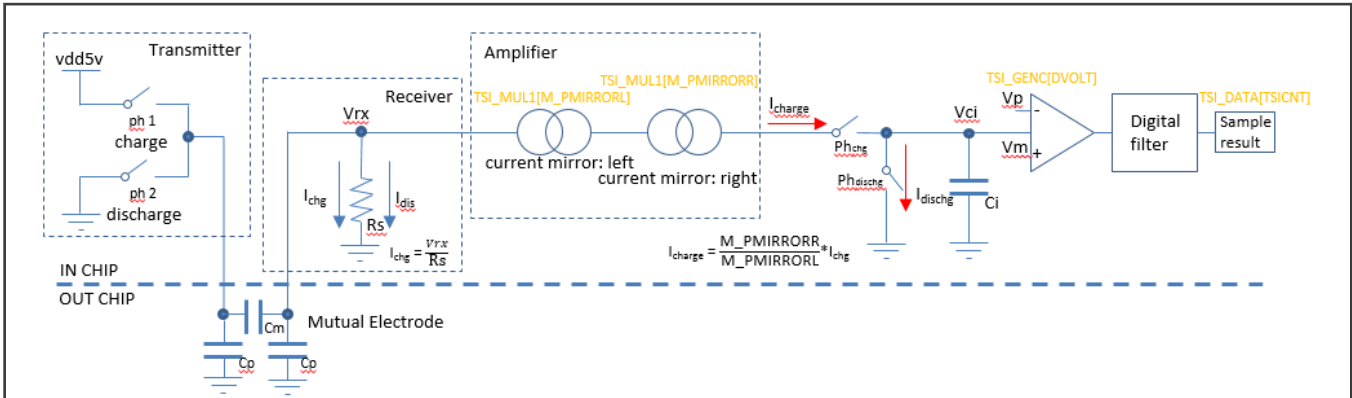 Transmitter
vdd5v
ph 1
charge
ph 2
discharge
Receiver
Vrx
Ichg
Idis
Rs
Ichg = Vrx/Rs
Amplifier
TSI_MUL1[M_PMIRRORL]
TSI_MUL1[M_PMIRRORR]
current mirror: left
current mirror: right
Icharge
Phchg
Phdischg
Idischg
Icharge = M_PMIRRORR/M_PMIRRORL*Ichg
Vci
Ci
TSI_GENC[DVOLT]
Vp
-
Vm
+
Digital
filter
TSI_DATA[TSICNT]
Sample
result
IN CHIP
OUT CHIP
Cm
Mutual Electrode
Cp
Cp